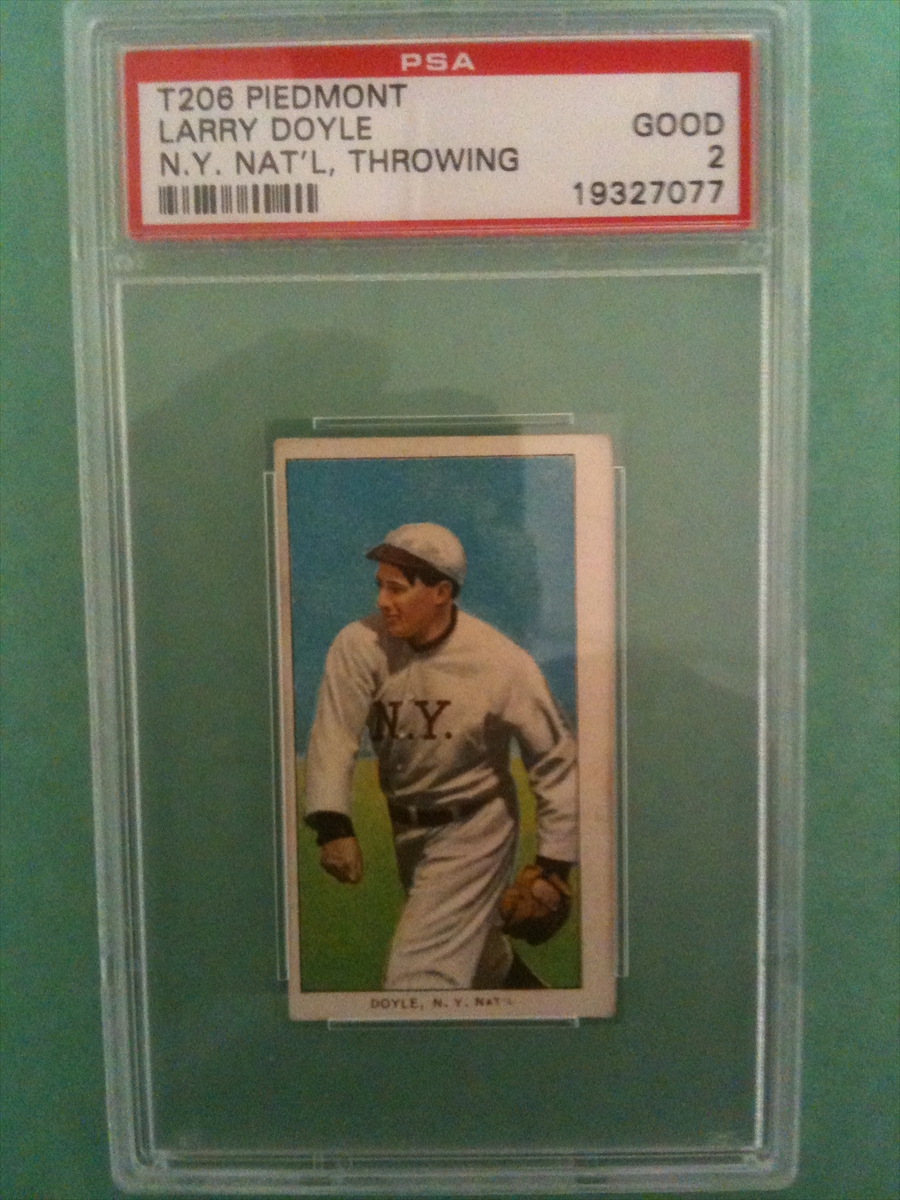 PSA
T206 PIEDMONT
LARRY DOYLE GOOD
N.Y. NAT'L, THROWING 2
19327077
N.Y.
DOYLE, N. Y. NAT'L